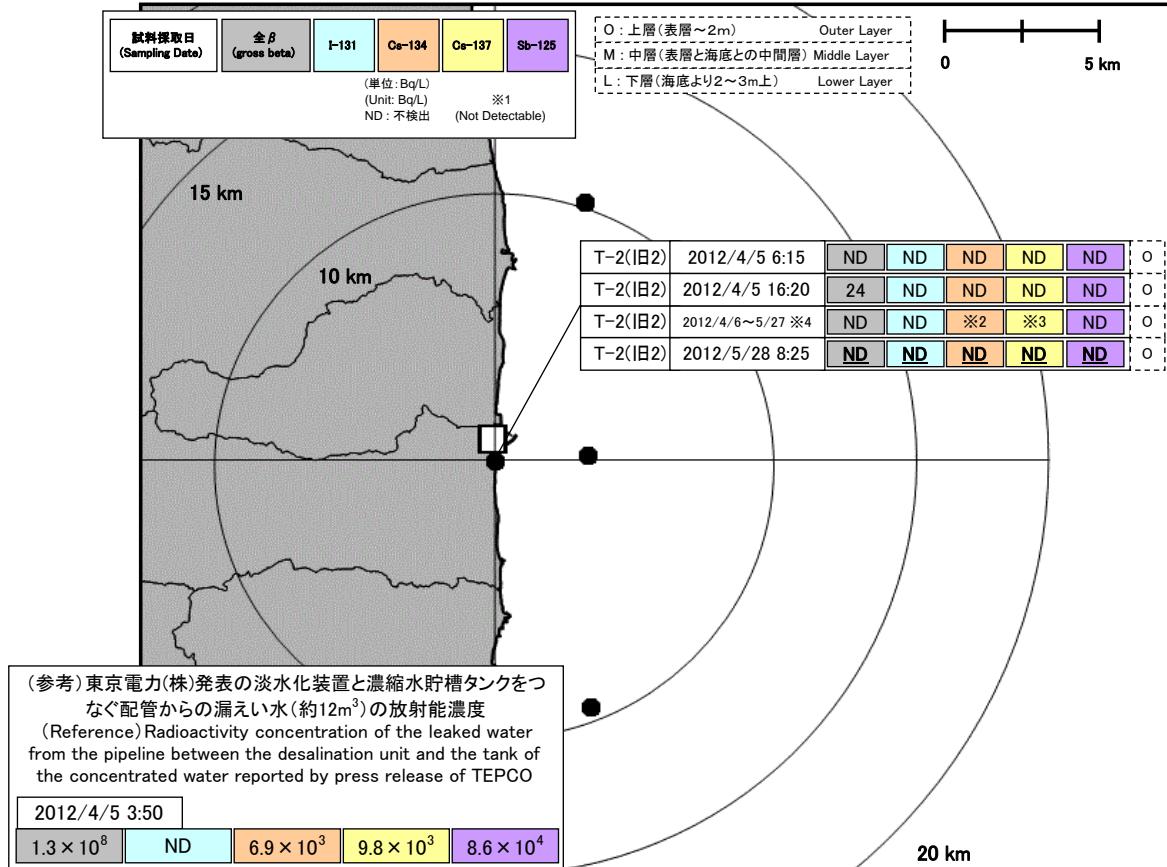 試料採取日 全β I-131 Cs-134 Cs-137 Sb-125
(Sampling Date) (gross beta)
(単位:Bq/L)
(Unit: Bq/L) ※1
ND:不検出 (Not Detectable)
O:上層(表層~2m) Outer Layer
M:中層(表層と海底との中間層) Middle Layer
L:下層(海底より2~3m上) Lower Layer
0 5 km
15 km
10 km
T-2(旧2) 2012/4/5 6:15 ND ND ND ND ND O
T-2(旧2) 2012/4/5 16:20 24 ND ND ND ND O
T-2(旧2) 2012/4/6~5/27 ※4 ND ND ※2 ※3 ND O
T-2(旧2) 2012/5/28 8:25 ND ND ND ND ND O
(参考)東京電力(株)発表の淡水化装置と濃縮水貯槽タンクをつ
なぐ配管からの漏えい水(約12m³)の放射能濃度
(Reference)Radioactivity concentration of the leaked water
from the pipeline between the desalination unit and the tank of
the concentrated water reported by press release of TEPCO
2012/4/5 3:50
1.3×10⁸ ND 6.9×10³ 9.8×10³ 8.6×10⁴
20 km